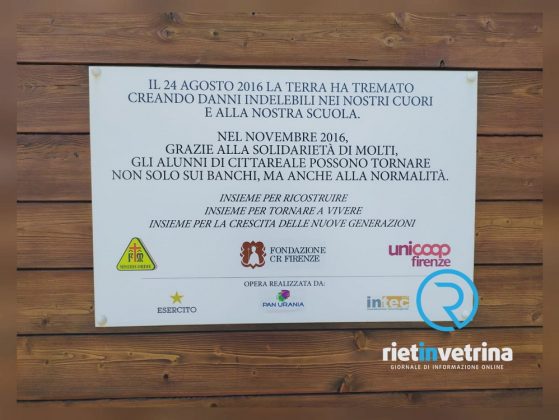 IL 24 AGOSTO 2016 LA TERRA HA TREMATO
CREANDO DANNI INDELEBILI NEI NOSTRI CUORI
E ALLA NOSTRA SCUOLA.
NEL NOVEMBRE 2016,
GRAZIE ALLA SOLIDARIETÀ DI MOLTI,
GLI ALUNNI DI CITTAREALE POSSONO TORNARE
NON SOLO SUI BANCHI, MA ANCHE ALLA NORMALITÀ.
INSIEME PER RICOSTRUIRE
INSIEME PER TORNARE A VIVERE
INSIEME PER LA CRESCITA DELLE NUOVE GENERAZIONI
FONDAZIONE
CR FIRENZE
unicoop
firenze
OPERA REALIZZATA DA:
ESERCITO
PAN URANIA
intec
rietinvetrina
GIORNALE DI INFORMAZIONE ONLINE